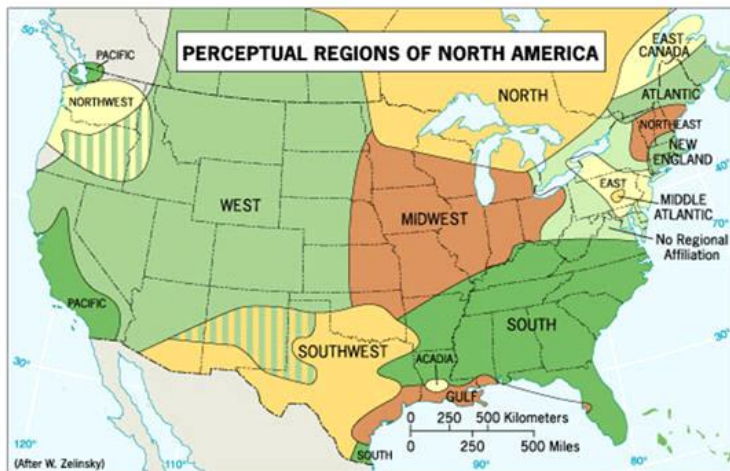 50°
PACIFIC
PERCEPTUAL REGIONS OF NORTH AMERICA
EAST
CANADA
NORTHWEST
NORTH
ATLANTIC
NORTHEAST
NEW
ENGLAND
40°
WEST
MIDWEST
EAST
MIDDLE
ATLANTIC
70°
No Regional
Affiliation
PACIFIC
SOUTH
SOUTHWEST
ACADIA
30°
30°
GULF
0 250 500 Kilometers
0 250 500 Miles
SOUTH
120°
110°
90°
80°
(After W. Zelinsky)